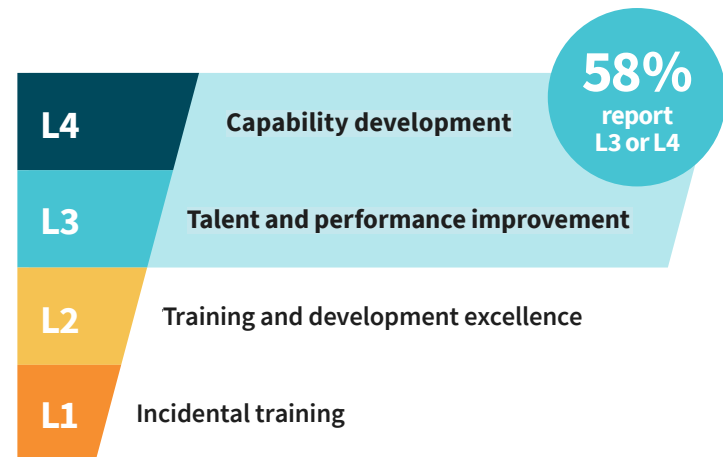 58%
report
L3 or L4
L4 Capability development
L3 Talent and performance improvement
L2 Training and development excellence
L1 Incidental training